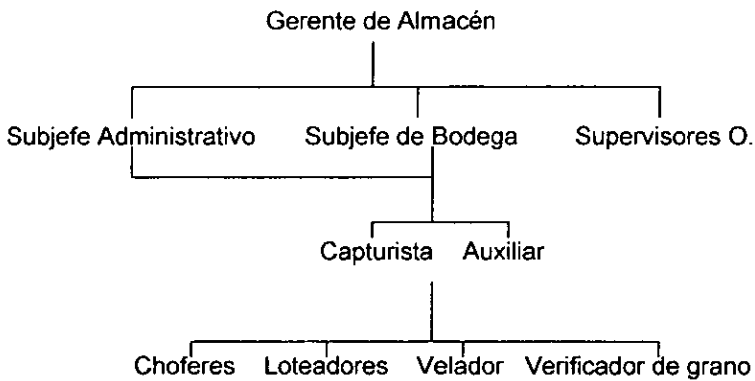 Gerente de Almacén
Subjefe Administrativo Subjefe de Bodega Supervisores O.
Capturista Auxiliar
Choferes Loteadores Velador Verificador de grano